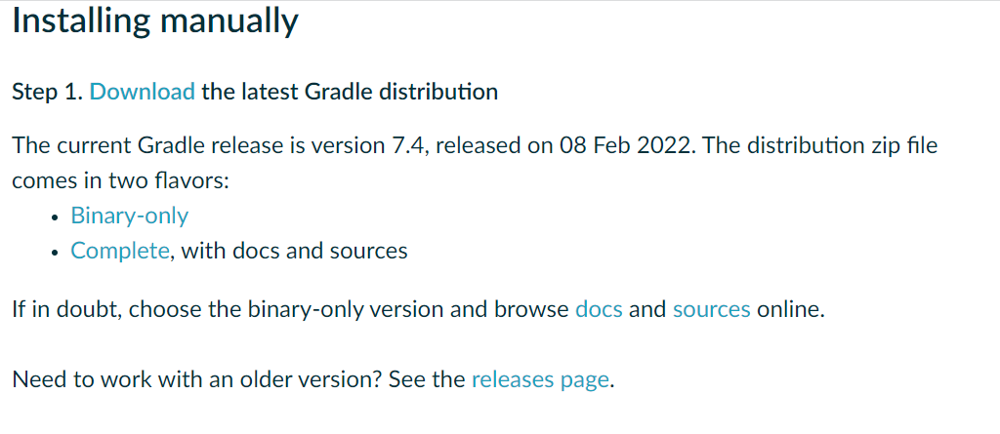 Installing manually
Step 1. Download the latest Gradle distribution
The current Gradle release is version 7.4, released on 08 Feb 2022. The distribution zip file
comes in two flavors:
• Binary-only
• Complete, with docs and sources
If in doubt, choose the binary-only version and browse docs and sources online.
Need to work with an older version? See the releases page.